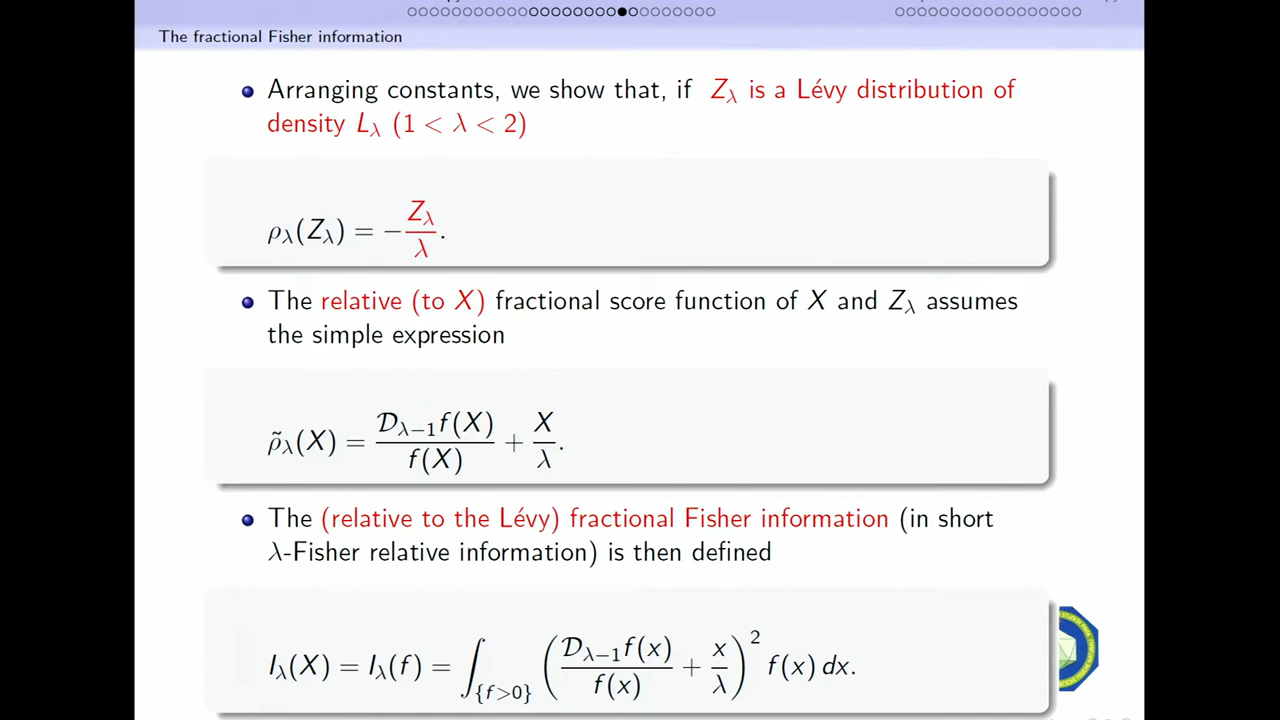 The fractional Fisher information
Arranging constants, we show that, if Z_λ is a Lévy distribution of
density L_λ (1 < λ < 2)
ρ_λ(Z_λ) = −Z_λ/λ.
The relative (to X) fractional score function of X and Z_λ assumes
the simple expression
ρ̃_λ(X) = 𝒟_{λ−1}f(X)/f(X) + X/λ.
The (relative to the Lévy) fractional Fisher information (in short
λ-Fisher relative information) is then defined
I_λ(X) = I_λ(f) = ∫_{{f>0}} (𝒟_{λ−1}f(x)/f(x) + x/λ)² f(x) dx.